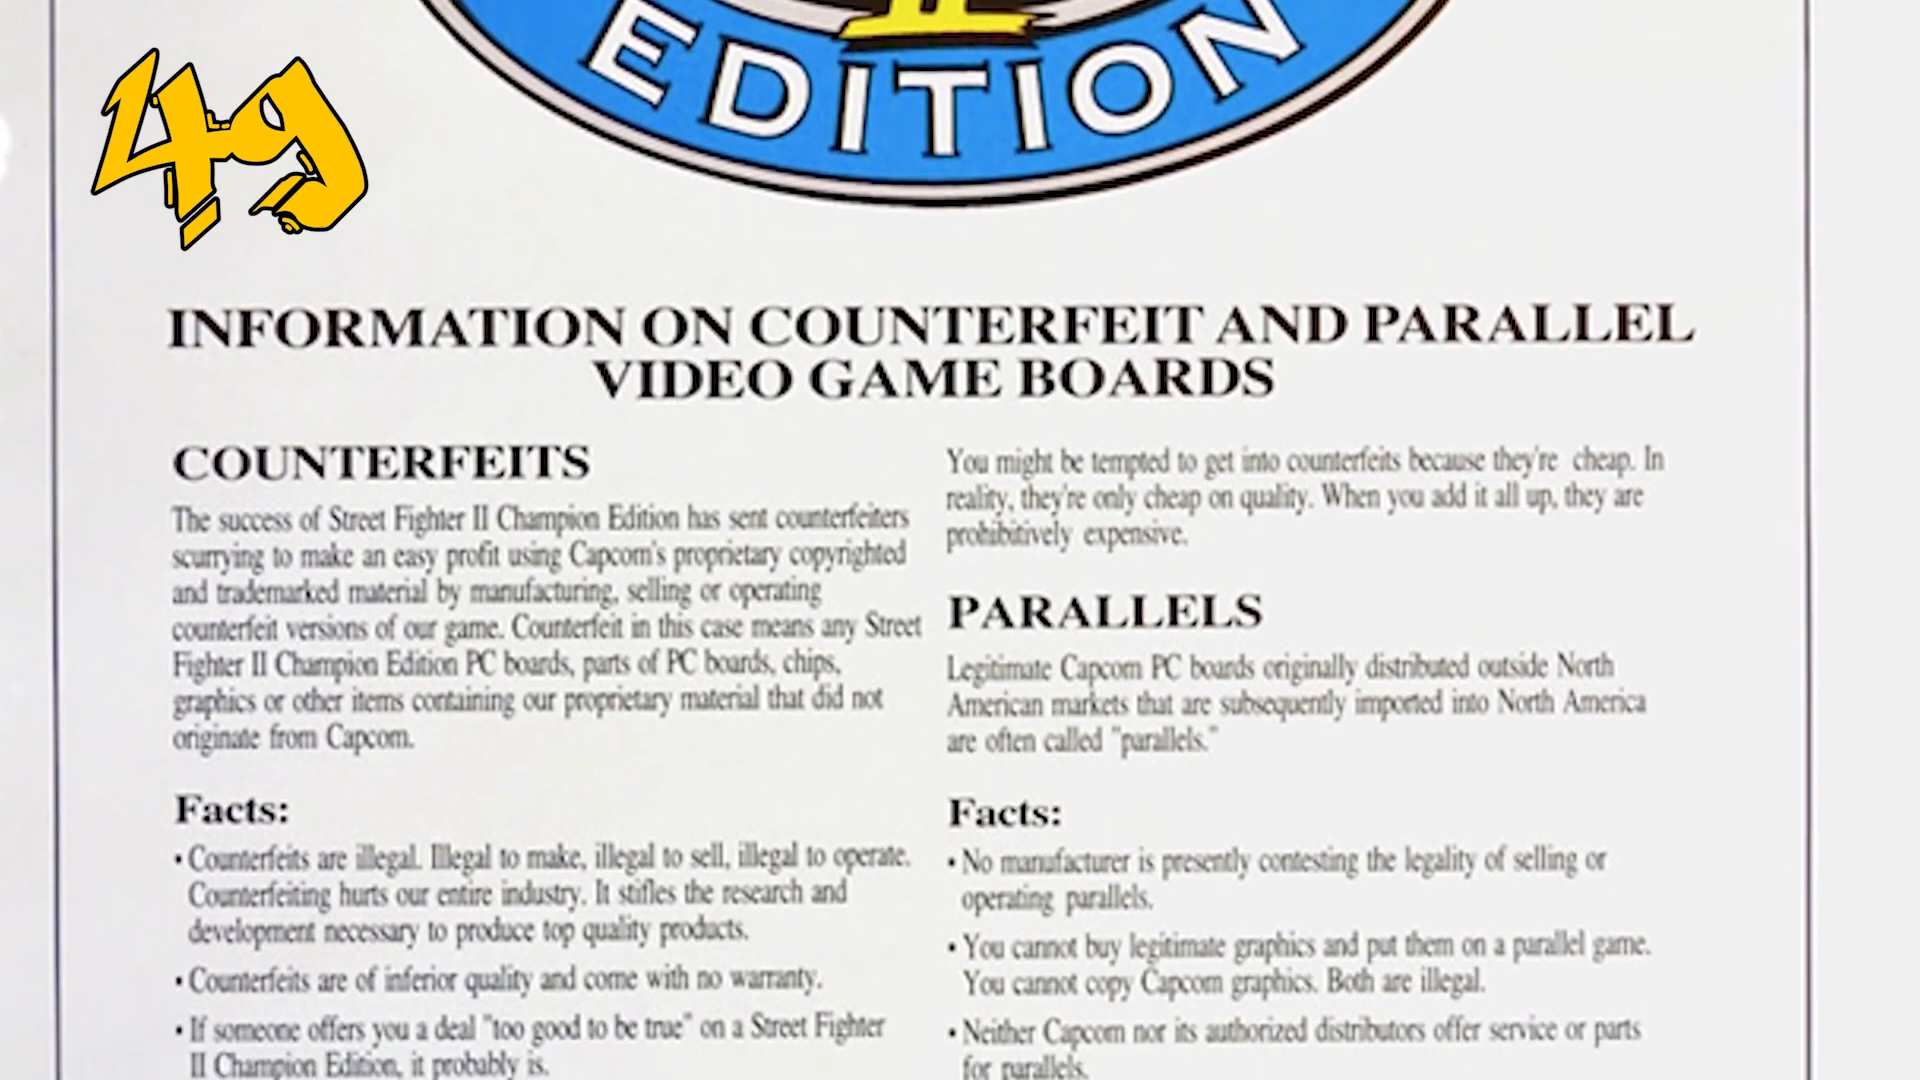 II
EDITION
49
INFORMATION ON COUNTERFEIT AND PARALLEL
VIDEO GAME BOARDS
COUNTERFEITS
The success of Street Fighter II Champion Edition has sent counterfeiters
scurrying to make an easy profit using Capcom's proprietary copyrighted
and trademarked material by manufacturing, selling or operating
counterfeit versions of our game. Counterfeit in this case means any Street
Fighter II Champion Edition PC boards, parts of PC boards, chips,
graphics or other items containing our proprietary material that did not
originate from Capcom.
Facts:
• Counterfeits are illegal. Illegal to make, illegal to sell, illegal to operate.
Counterfeiting hurts our entire industry. It stifles the research and
development necessary to produce top quality products.
• Counterfeits are of inferior quality and come with no warranty.
• If someone offers you a deal "too good to be true" on a Street Fighter
II Champion Edition, it probably is.
You might be tempted to get into counterfeits because they're cheap. In
reality, they're only cheap on quality. When you add it all up, they are
prohibitively expensive.
PARALLELS
Legitimate Capcom PC boards originally distributed outside North
American markets that are subsequently imported into North America
are often called "parallels."
Facts:
• No manufacturer is presently contesting the legality of selling or
operating parallels.
• You cannot buy legitimate graphics and put them on a parallel game.
You cannot copy Capcom graphics. Both are illegal.
• Neither Capcom nor its authorized distributors offer service or parts
for parallels.